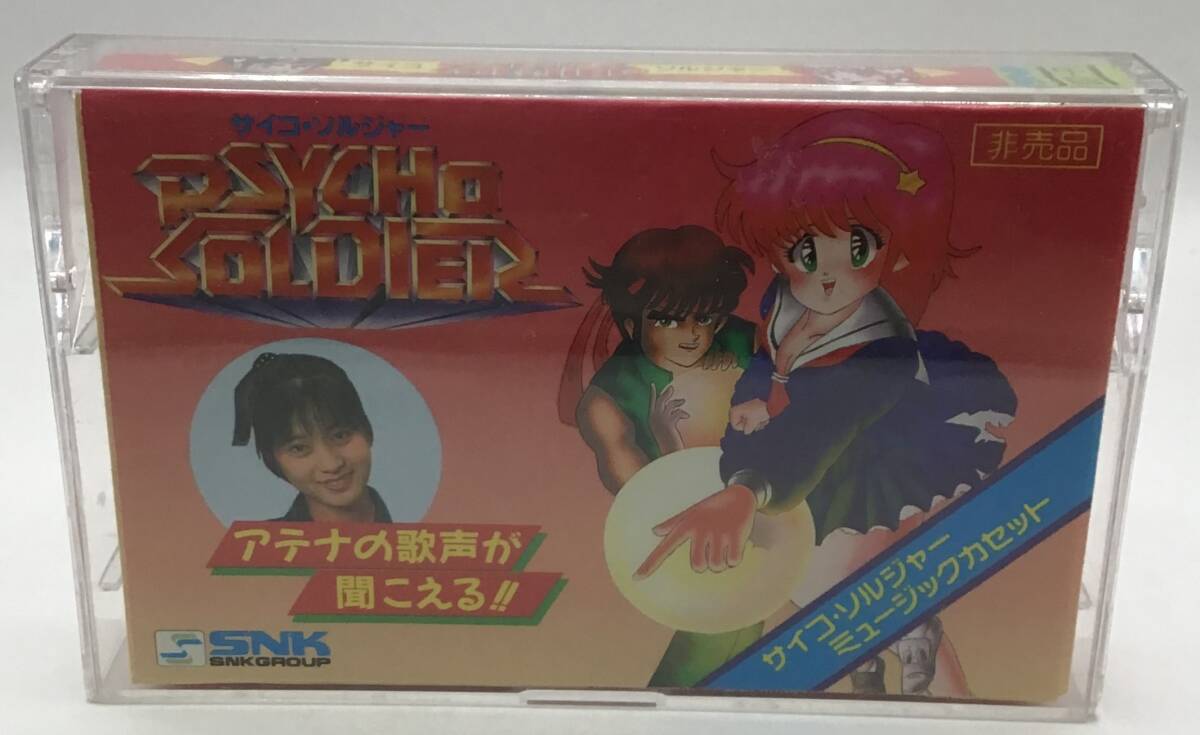 サイコ・ソルジャー
PSYCHO
SOLDIER
非売品
アテナの歌声が
聞こえる!!
SNK
SNK GROUP
サイコ・ソルジャー
ミュージックカセット